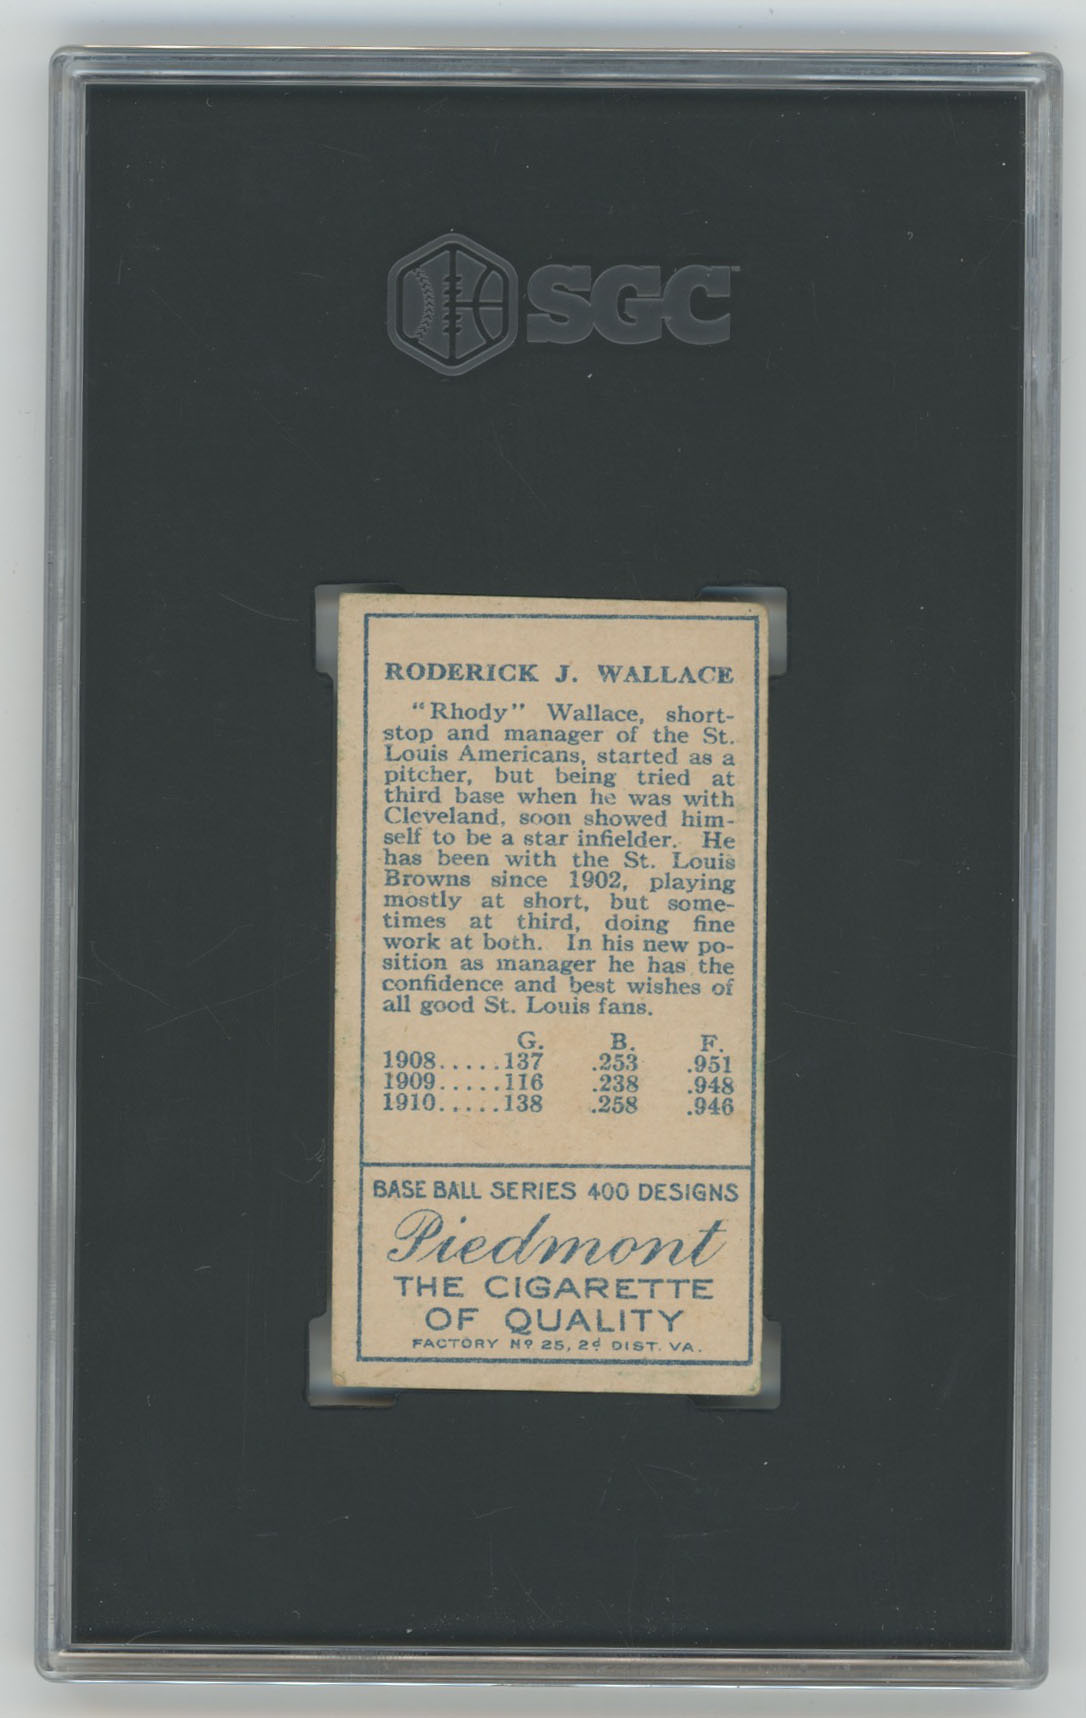 SGC
RODERICK J. WALLACE
"Rhody" Wallace, short-
stop and manager of the St.
Louis Americans, started as a
pitcher, but being tried at
third base when he was with
Cleveland, soon showed him-
self to be a star infielder. He
has been with the St. Louis
Browns since 1902, playing
mostly at short, but some-
times at third, doing fine
work at both. In his new po-
sition as manager he has the
confidence and best wishes of
all good St. Louis fans.
G. B. F.
1908.....137 .253 .951
1909.....116 .238 .948
1910.....138 .258 .946
BASE BALL SERIES 400 DESIGNS
Piedmont
THE CIGARETTE
OF QUALITY
FACTORY Nº 25, 2d DIST. VA.